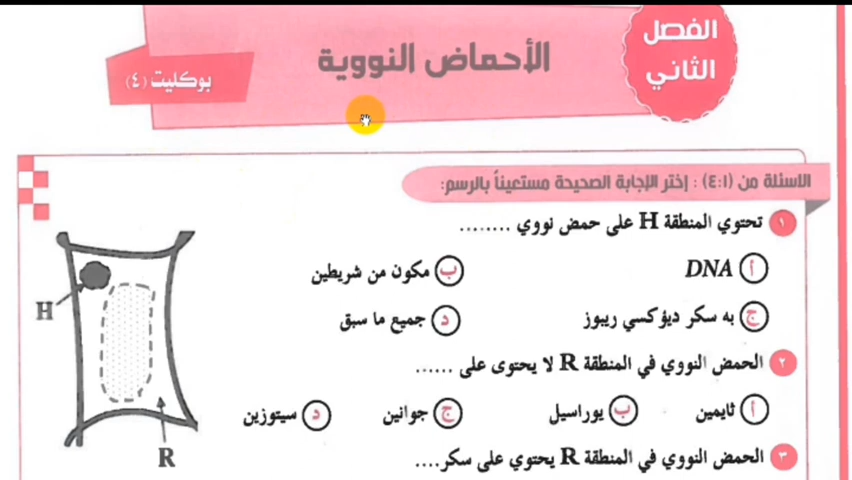 الفصل
الثاني
الأحماض النووية
بوكليت (٤)
الاسئلة من (٤:١) : إختر الإجابة الصحيحة مستعيناً بالرسم:
١ تحتوي المنطقة H على حمض نووي ........
أ DNA
ب مكون من شريطين
ج به سكر ديؤكسي ريبوز
د جميع ما سبق
H
٢ الحمض النووي في المنطقة R لا يحتوى على ......
أ ثايمين
ب يوراسيل
ج جوانين
د سيتوزين
٣ الحمض النووي في المنطقة R يحتوي على سكر....
R